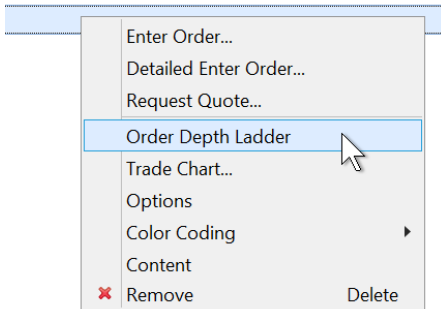 Enter Order...
Detailed Enter Order...
Request Quote...
Order Depth Ladder
Trade Chart...
Options
Color Coding
Content
Remove Delete